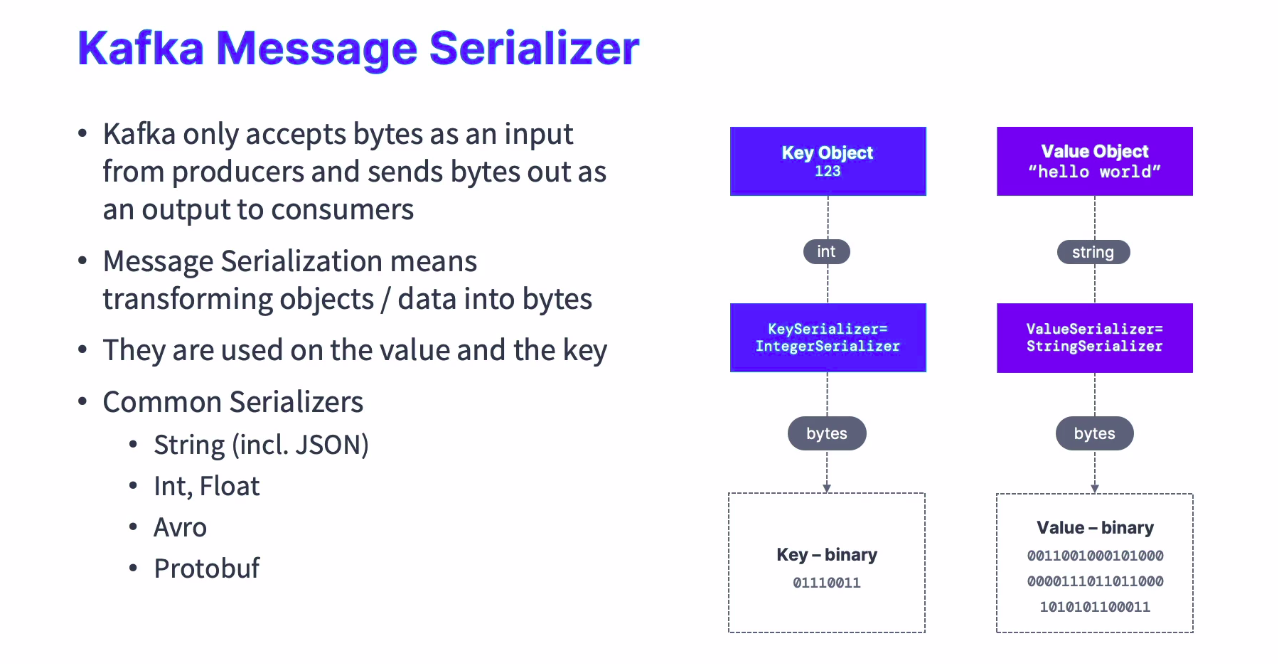 Kafka Message Serializer
• Kafka only accepts bytes as an input
from producers and sends bytes out as
an output to consumers
• Message Serialization means
transforming objects / data into bytes
• They are used on the value and the key
• Common Serializers
• String (incl. JSON)
• Int, Float
• Avro
• Protobuf
Key Object
123
int
KeySerializer=
IntegerSerializer
bytes
Key – binary
01110011
Value Object
“hello world”
string
ValueSerializer=
StringSerializer
bytes
Value – binary
0011001000101000
0000111011011000
1010101100011